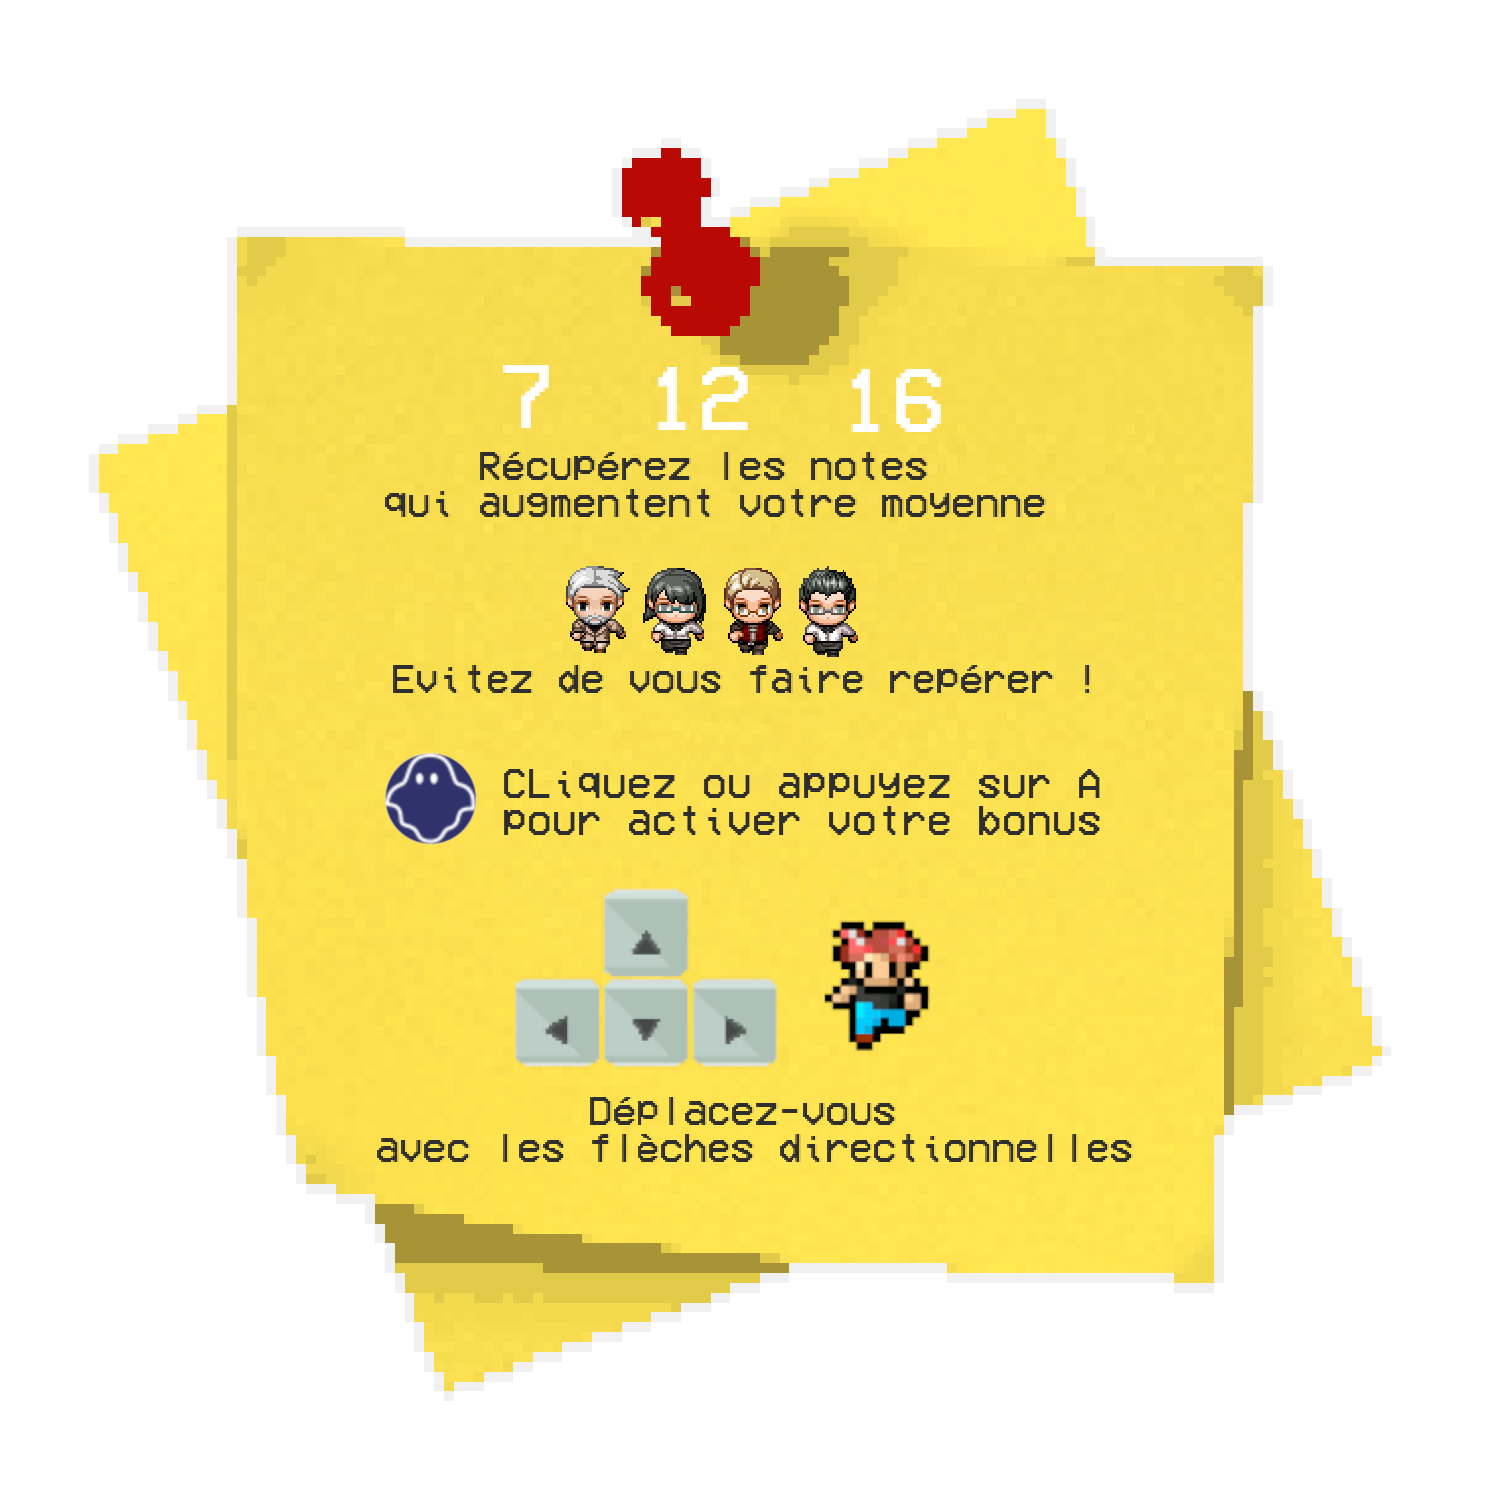 7 12 16
Récupérez les notes
qui augmentent votre moyenne
Evitez de vous faire repérer !
CLiquez ou appuyez sur A
pour activer votre bonus
Déplacez-vous
avec les flèches directionnelles